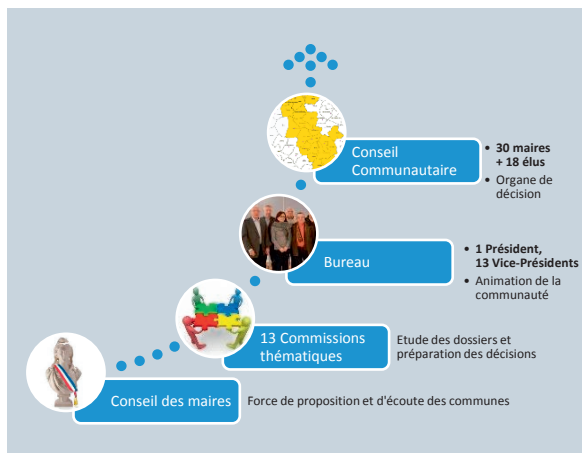 Conseil
Communautaire
• 30 maires
+ 18 élus
• Organe de
décision
Bureau
• 1 Président,
13 Vice-Présidents
• Animation de la
communauté
13 Commissions
thématiques
Etude des dossiers et
préparation des décisions
Conseil des maires
Force de proposition et d'écoute des communes